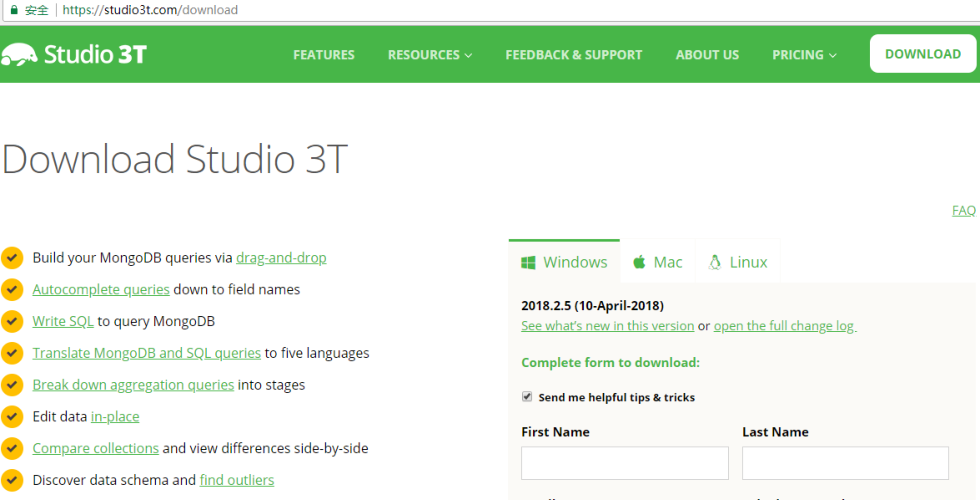 安全 https://studio3t.com/download
Studio 3T FEATURES RESOURCES FEEDBACK & SUPPORT ABOUT US PRICING DOWNLOAD
Download Studio 3T
FAQ
Build your MongoDB queries via drag-and-drop
Autocomplete queries down to field names
Write SQL to query MongoDB
Translate MongoDB and SQL queries to five languages
Break down aggregation queries into stages
Edit data in-place
Compare collections and view differences side-by-side
Discover data schema and find outliers
Windows Mac Linux
2018.2.5 (10-April-2018)
See what's new in this version or open the full change log
Complete form to download:
Send me helpful tips & tricks
First Name Last Name